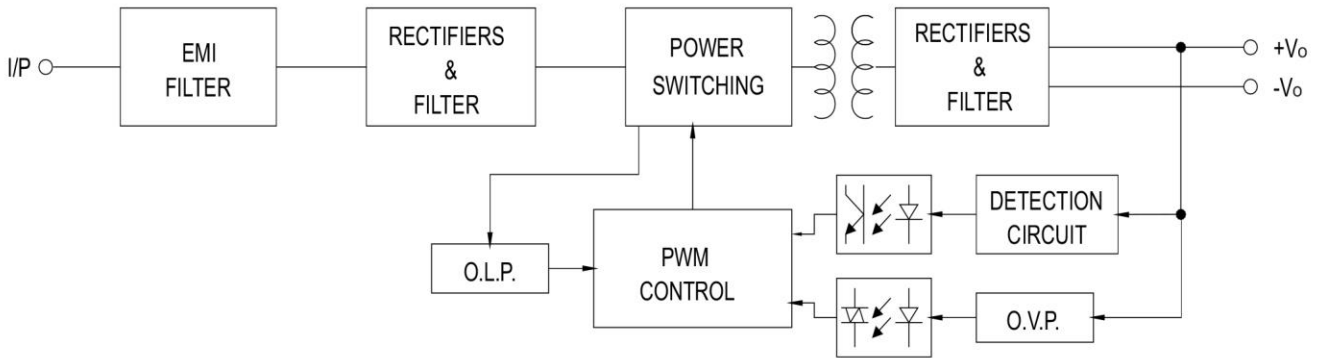 I/P
EMI
FILTER
RECTIFIERS
&
FILTER
POWER
SWITCHING
RECTIFIERS
&
FILTER
+Vo
-Vo
O.L.P.
PWM
CONTROL
DETECTION
CIRCUIT
O.V.P.